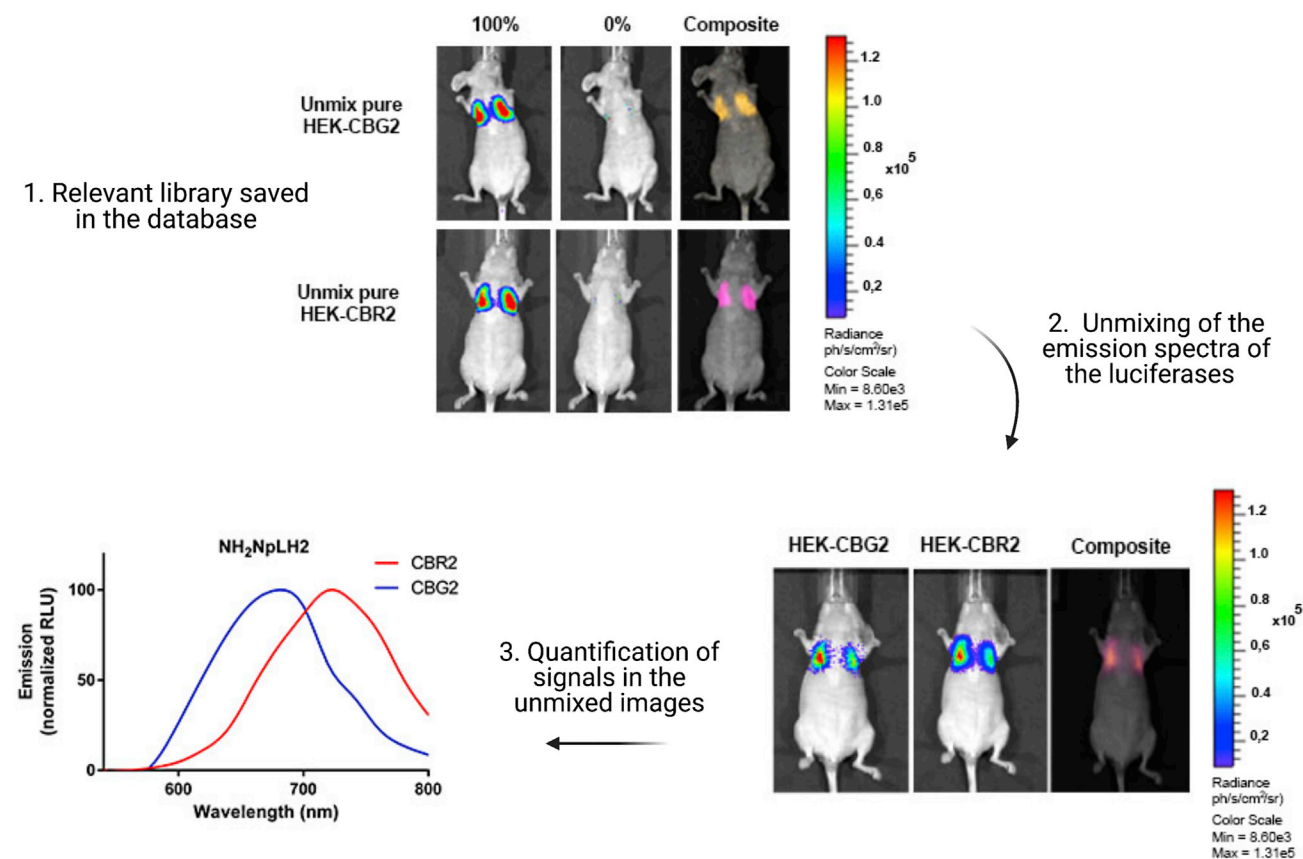 100%
0%
Composite
Unmix pure
HEK-CBG2
1. Relevant library saved
in the database
Unmix pure
HEK-CBR2
1.2
1.0
0.8
x10⁵
0,6
0.4
0,2
Radiance
ph/s/cm²/sr)
Color Scale
Min = 8.60e3
Max = 1.31e5
2. Unmixing of the
emission spectra of
the luciferases
HEK-CBG2
HEK-CBR2
Composite
1.2
1.0
0.8
x10⁵
0,6
0.4
0,2
Radiance
ph/s/cm²/sr)
Color Scale
Min = 8.60e3
Max = 1.31e5
3. Quantification of
signals in the
unmixed images
NH₂NpLH2
CBR2
CBG2
Emission
(normalized RLU)
100
50
0
600
700
800
Wavelength (nm)